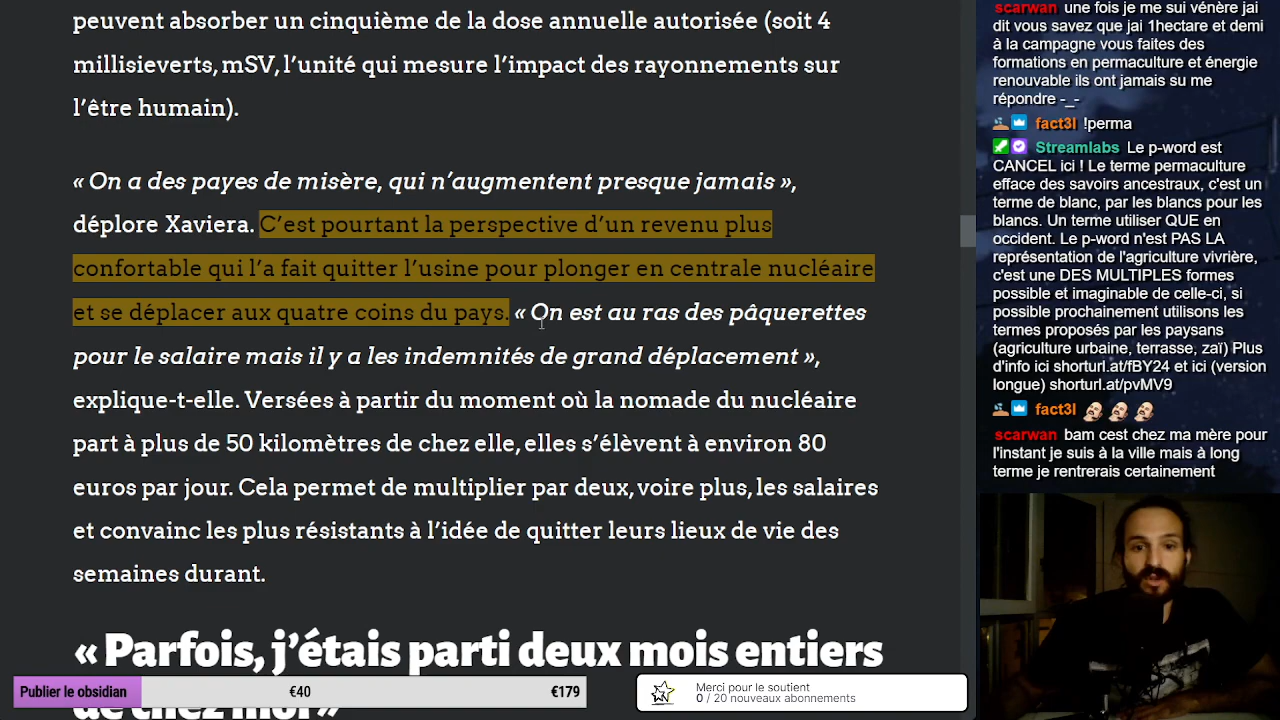 peuvent absorber un cinquième de la dose annuelle autorisée (soit 4
millisieverts, mSV, l’unité qui mesure l’impact des rayonnements sur
l’être humain).
« On a des payes de misère, qui n’augmentent presque jamais »,
déplore Xaviera. C’est pourtant la perspective d’un revenu plus
confortable qui l’a fait quitter l’usine pour plonger en centrale nucléaire
et se déplacer aux quatre coins du pays. « On est au ras des pâquerettes
pour le salaire mais il y a les indemnités de grand déplacement »,
explique-t-elle. Versées à partir du moment où la nomade du nucléaire
part à plus de 50 kilomètres de chez elle, elles s’élèvent à environ 80
euros par jour. Cela permet de multiplier par deux, voire plus, les salaires
et convainc les plus résistants à l’idée de quitter leurs lieux de vie des
semaines durant.
« Parfois, j’étais parti deux mois entiers
de chez moi »
Publier le obsidian €40 €179
Merci pour le soutient
0 / 20 nouveaux abonnements
scarwan une fois je me sui vénère jai
dit vous savez que jai 1hectare et demi
à la campagne vous faites des
formations en permaculture et énergie
renouvable ils ont jamais su me
répondre -_-
fact3l !perma
Streamlabs Le p-word est
CANCEL ici ! Le terme permaculture
efface des savoirs ancestraux, c'est un
terme de blanc, par les blancs pour les
blancs. Un terme utiliser QUE en
occident. Le p-word n'est PAS LA
représentation de l'agriculture vivrière,
c'est une DES MULTIPLES formes
possible et imaginable de celle-ci, si
possible prochainement utilisons les
termes proposés par les paysans
(agriculture urbaine, terrasse, zaï) Plus
d'info ici shorturl.at/fBY24 et ici (version
longue) shorturl.at/pvMV9
fact3l
scarwan bam cest chez ma mère pour
l'instant je suis à la ville mais à long
terme je rentrerais certainement